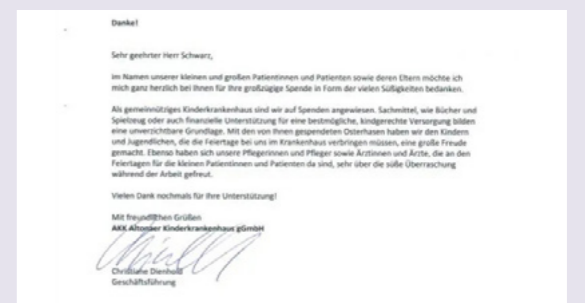 Danke!
Sehr geehrter Herr Schwarz,
im Namen unserer kleinen und großen Patientinnen und Patienten sowie deren Eltern möchte ich
mich ganz herzlich bei Ihnen für Ihre großzügige Spende in Form der vielen Süßigkeiten bedanken.
Als gemeinnütziges Kinderkrankenhaus sind wir auf Spenden angewiesen. Sachmittel, wie Bücher und
Spielzeug oder auch finanzielle Unterstützung für eine bestmögliche, kindgerechte Versorgung bilden
eine unverzichtbare Grundlage. Mit den von Ihnen gespendeten Osterhasen haben wir den Kindern
und Jugendlichen, die die Feiertage bei uns im Krankenhaus verbringen müssen, eine große Freude
gemacht. Ebenso haben sich unsere Pflegerinnen und Pfleger sowie Ärztinnen und Ärzte, die an den
Feiertagen für die kleinen Patientinnen und Patienten da sind, sehr über die süße Überraschung
während der Arbeit gefreut.
Vielen Dank nochmals für Ihre Unterstützung!
Mit freundlichen Grüßen
AKK Altonaer Kinderkrankenhaus gGmbH
Christiane Dienhold
Geschäftsführung